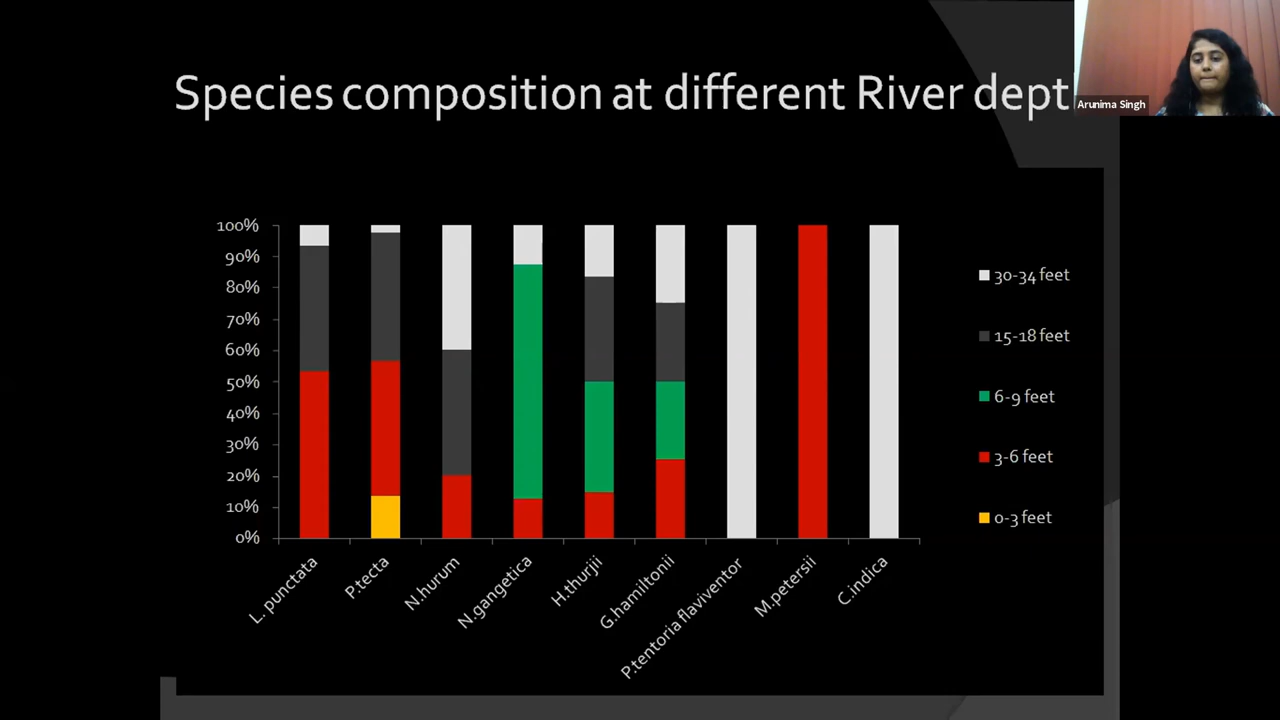 Species composition at different River dept
Arunima Singh
100%
90%
80%
70%
60%
50%
40%
30%
20%
10%
0%
30-34 feet
15-18 feet
6-9 feet
3-6 feet
0-3 feet
L. punctata
P.tecta
N.hurum
N.gangetica
H.thurjii
G.hamiltonii
P.tentoria flaviventor
M.petersii
C.indica